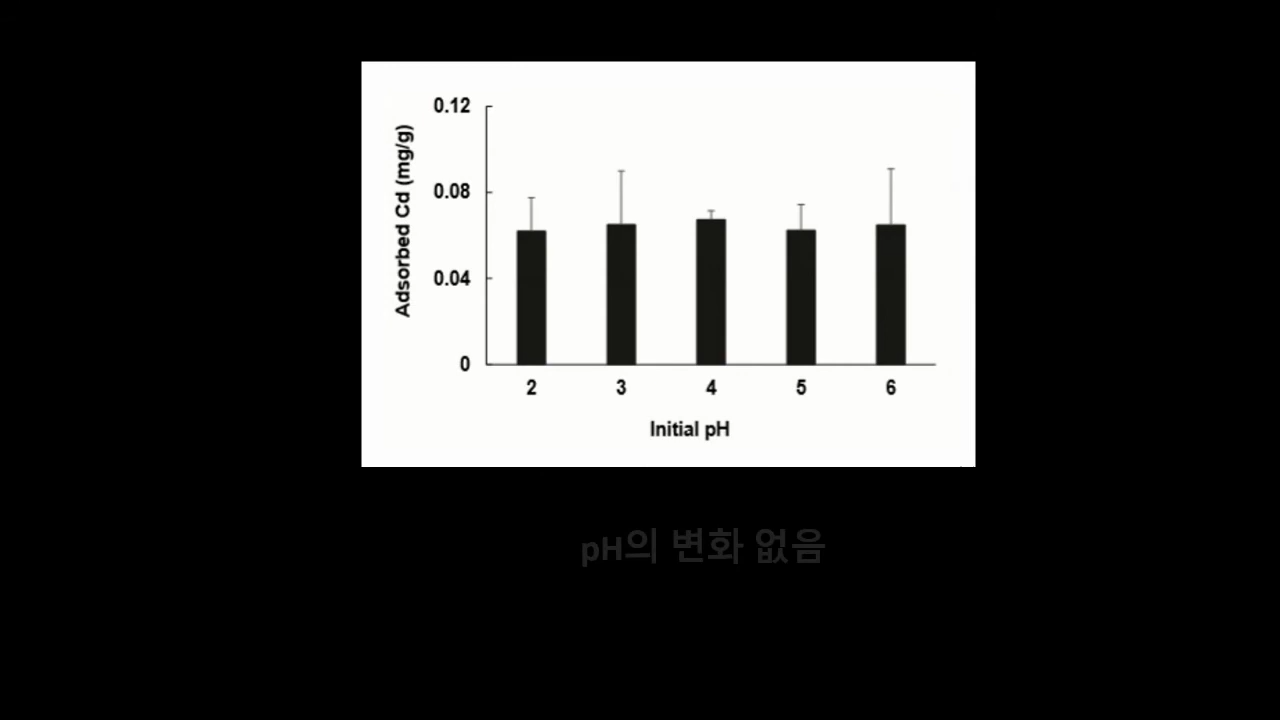 0.12
0.08
0.04
0
Adsorbed Cd (mg/g)
2 3 4 5 6
Initial pH
pH의 변화 없음